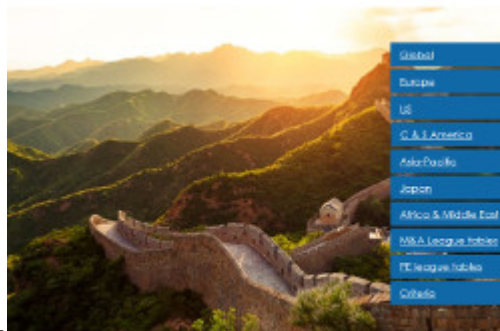 Global
Europe
US
C & S America
Asia-Pacific
Japan
Africa & Middle East
M&A League tables
PE league tables
Criteria